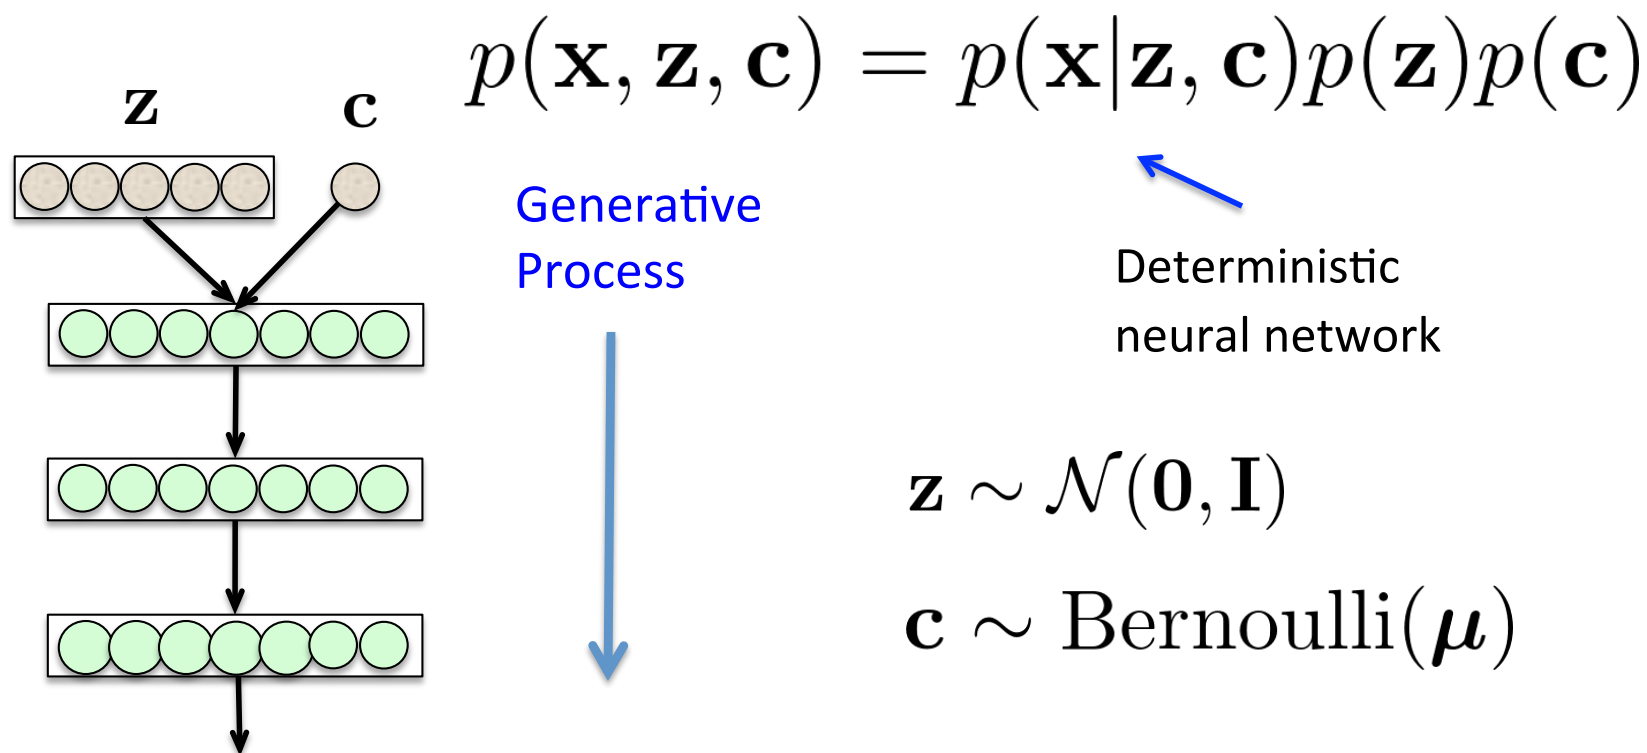 p(x, z, c) = p(x|z, c)p(z)p(c)
z
c
Generative
Process
Deterministic
neural network
z ∼ 𝒩(0, I)
c ∼ Bernoulli(μ)